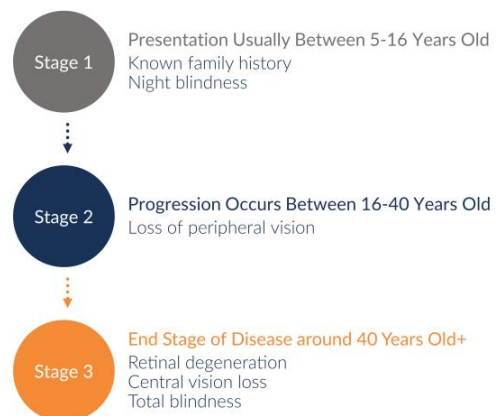 Stage 1
Presentation Usually Between 5-16 Years Old
Known family history
Night blindness
Stage 2
Progression Occurs Between 16-40 Years Old
Loss of peripheral vision
Stage 3
End Stage of Disease around 40 Years Old+
Retinal degeneration
Central vision loss
Total blindness